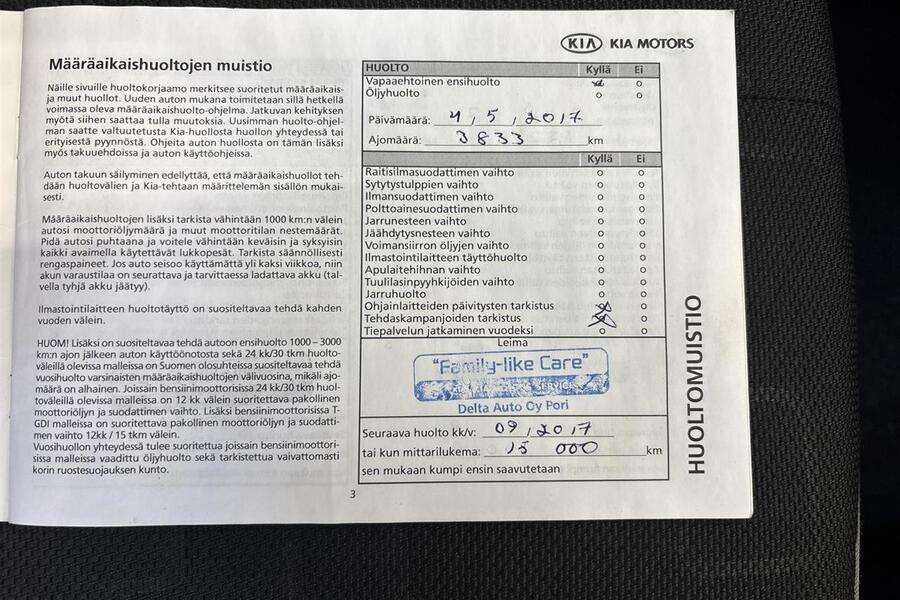 Määräaikaishuoltojen muistio
Näille sivuille huoltokorjaamo merkitsee suoritetut määräaikais-
ja muut huollot. Uuden auton mukana toimitetaan sillä hetkellä
voimassa oleva määräaikaishuolto-ohjelma. Jatkuvan kehityksen
myötä siihen saattaa tulla muutoksia. Uusimman huolto-ohjel-
man saatte valtuutetusta Kia-huollosta huollon yhteydessä tai
erityisestä pyynnöstä. Ohjeita auton huollosta on tämän lisäksi
myös takuuehdoissa ja auton käyttöohjeissa.
Auton takuun säilyminen edellyttää, että määräaikaishuollot teh-
dään huoltovälien ja Kia-tehtaan määrittelemän sisällön mukai-
sesti.
Määräaikaishuoltojen lisäksi tarkista vähintään 1000 km:n välein
autosi moottoriöljymäärä ja muut moottoritilan nestemäärät.
Pidä autosi puhtaana ja voitele vähintään keväisin ja syksyisin
kaikki avaimella käytettävät lukkopesät. Tarkista säännöllisesti
rengaspaineet. Jos auto seisoo käyttämättä yli kaksi viikkoa, niin
akun varaustilaa on seurattava ja tarvittaessa ladattava akku (tal-
vella tyhjä akku jäätyy).
Ilmastointilaitteen huoltotäyttö on suositeltavaa tehdä kahden
vuoden välein.
HUOM! Lisäksi on suositeltavaa tehdä autoon ensihuolto 1000 – 3000
km:n ajon jälkeen auton käyttöönotosta sekä 24 kk/30 tkm huolto-
väleillä olevissa malleissa on Suomen olosuhteissa suositeltavaa tehdä
vuosihuolto varsinaisten määräaikaishuoltojen välivuosina, mikäli ajo-
määrä on alhainen. Joissain bensiinimoottorisissa 24 kk/30 tkm huol-
toväleillä olevissa malleissa on 12 kk välein suoritettava pakollinen
moottoriöljyn ja suodattimen vaihto. Lisäksi bensiinimoottorisissa T-
GDI malleissa on suoritettava pakollinen moottoriöljyn ja suodatti-
men vaihto 12kk / 15 tkm välein.
Vuosihuollon yhteydessä tulee suoritettua joissain bensiinimoottori-
sissa malleissa vaadittu öljyhuolto sekä tarkistettua vaivattomasti
korin ruostesuojauksen kunto.
3
KIA KIA MOTORS
HUOLTO Kyllä Ei
Vapaaehtoinen ensihuolto
Öljyhuolto
Päivämäärä: 4 / 5 / 2017
Ajomäärä: 3833 km
Kyllä Ei
Raitisilmasuodattimen vaihto
Sytytystulppien vaihto
Ilmansuodattimen vaihto
Polttoainesuodattimen vaihto
Jarrunesteen vaihto
Jäähdytysnesteen vaihto
Voimansiirron öljyjen vaihto
Ilmastointilaitteen täyttöhuolto
Apulaitehihnan vaihto
Tuulilasinpyyhkijöiden vaihto
Jarruhuolto
Ohjainlaitteiden päivitysten tarkistus
Tehdaskampanjoiden tarkistus
Tiepalvelun jatkaminen vuodeksi
Leima
"Family-like Care"
SERVICE
Delta Auto Oy Pori
Seuraava huolto kk/v: 09 / 2017
tai kun mittarilukema: 15 000 km
sen mukaan kumpi ensin saavutetaan
HUOLTOMUISTIO